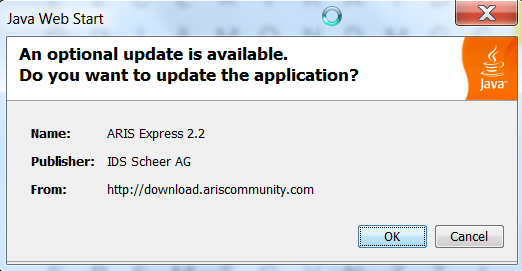 Java Web Start
An optional update is available.
Do you want to update the application?
Java
Name: ARIS Express 2.2
Publisher: IDS Scheer AG
From: http://download.ariscommunity.com
OK Cancel